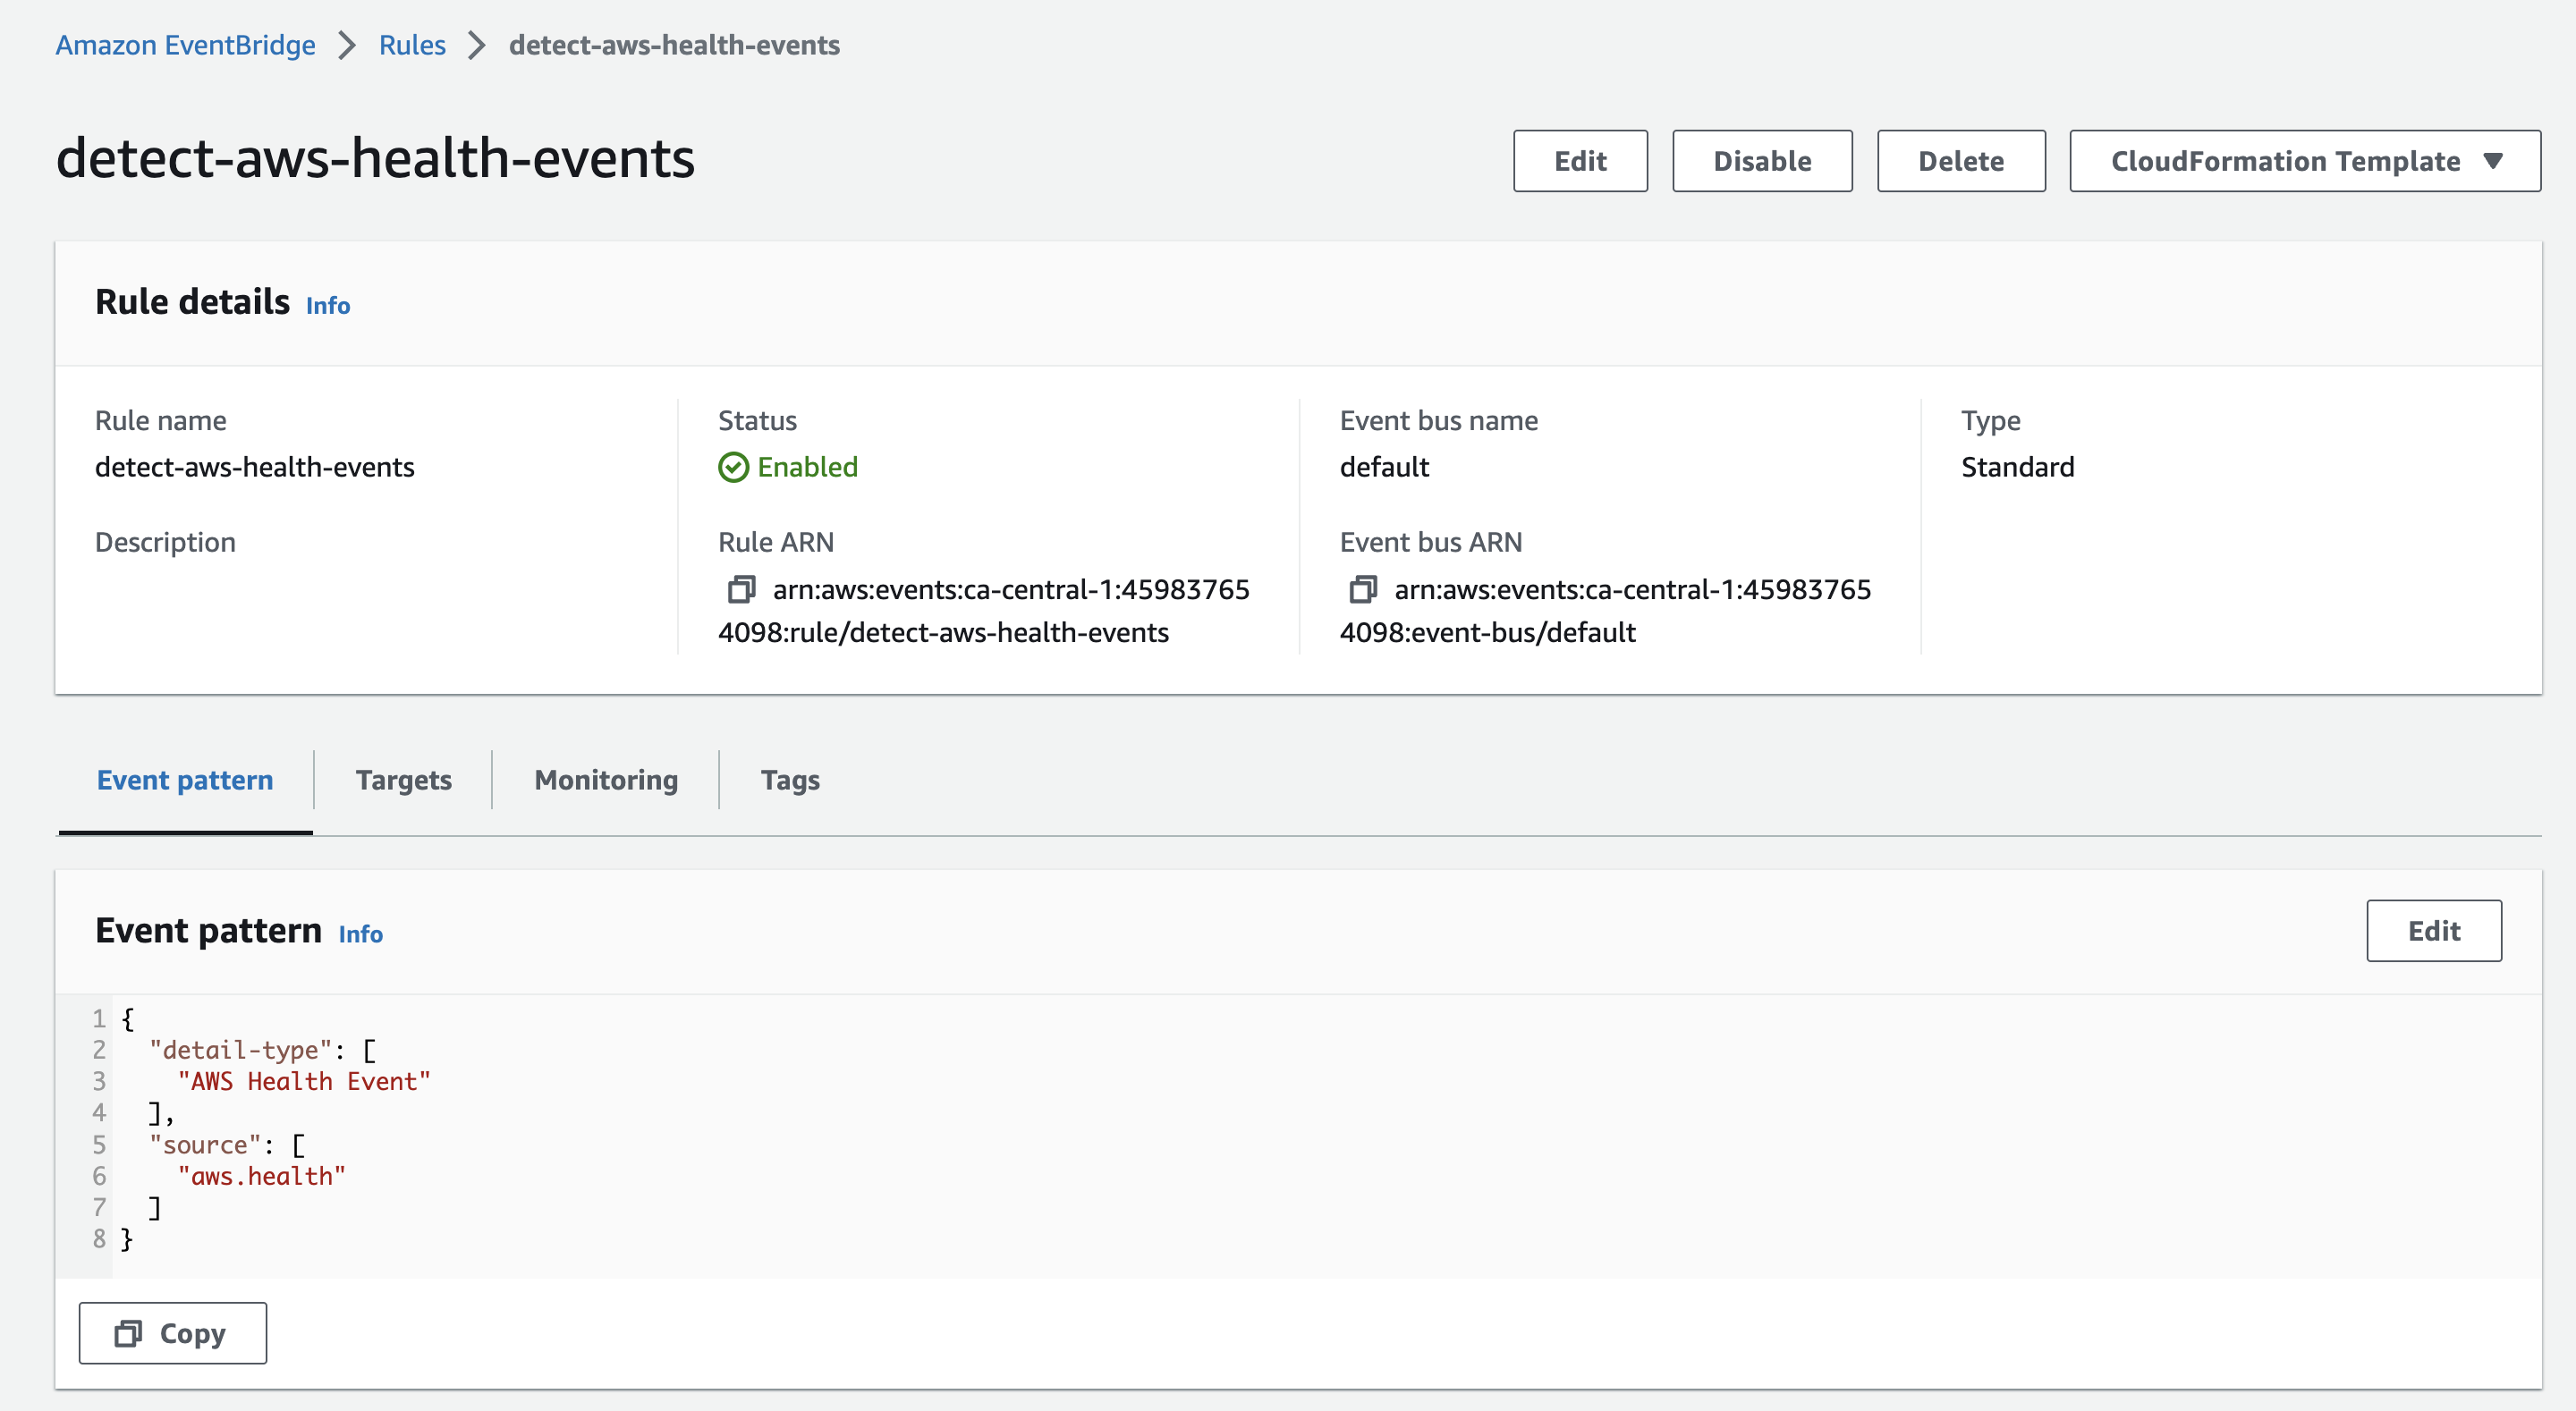 Amazon EventBridge > Rules > detect-aws-health-events
detect-aws-health-events
Edit
Disable
Delete
CloudFormation Template
Rule details Info
Rule name
detect-aws-health-events
Description
Status
Enabled
Rule ARN
arn:aws:events:ca-central-1:45983765
4098:rule/detect-aws-health-events
Event bus name
default
Event bus ARN
arn:aws:events:ca-central-1:45983765
4098:event-bus/default
Type
Standard
Event pattern
Targets
Monitoring
Tags
Event pattern Info
Edit
1 {
2   "detail-type": [
3     "AWS Health Event"
4   ],
5   "source": [
6     "aws.health"
7   ]
8 }
Copy